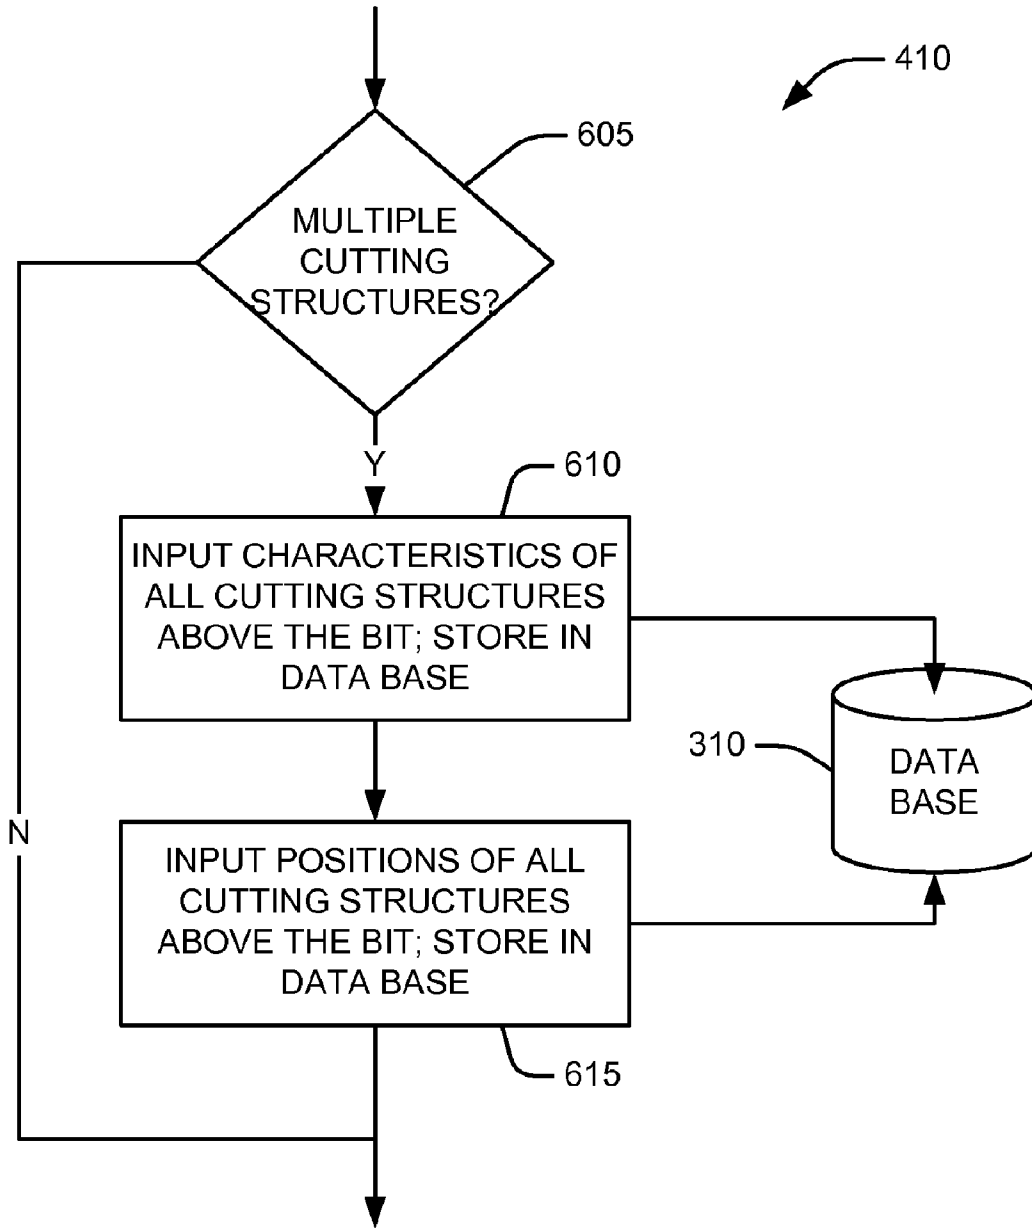 410
605
MULTIPLE
CUTTING
STRUCTURES?
Y
610
INPUT CHARACTERISTICS OF
ALL CUTTING STRUCTURES
ABOVE THE BIT; STORE IN
DATA BASE
310
DATA
BASE
N
INPUT POSITIONS OF ALL
CUTTING STRUCTURES
ABOVE THE BIT; STORE IN
DATA BASE
615